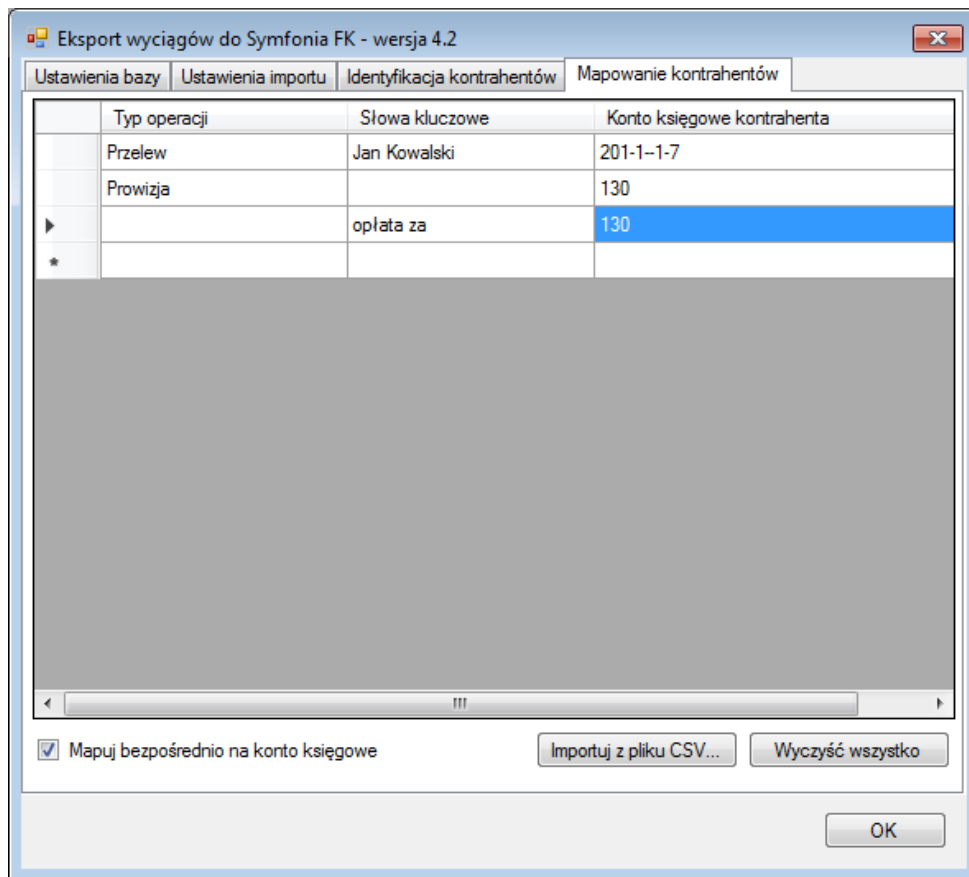 Eksport wyciągów do Symfonia FK - wersja 4.2
Ustawienia bazy Ustawienia importu Identyfikacja kontrahentów Mapowanie kontrahentów
Typ operacji Słowa kluczowe Konto księgowe kontrahenta
Przelew Jan Kowalski 201-1--1-7
Prowizja 130
opłata za 130
*
Mapuj bezpośrednio na konto księgowe Importuj z pliku CSV... Wyczyść wszystko
OK